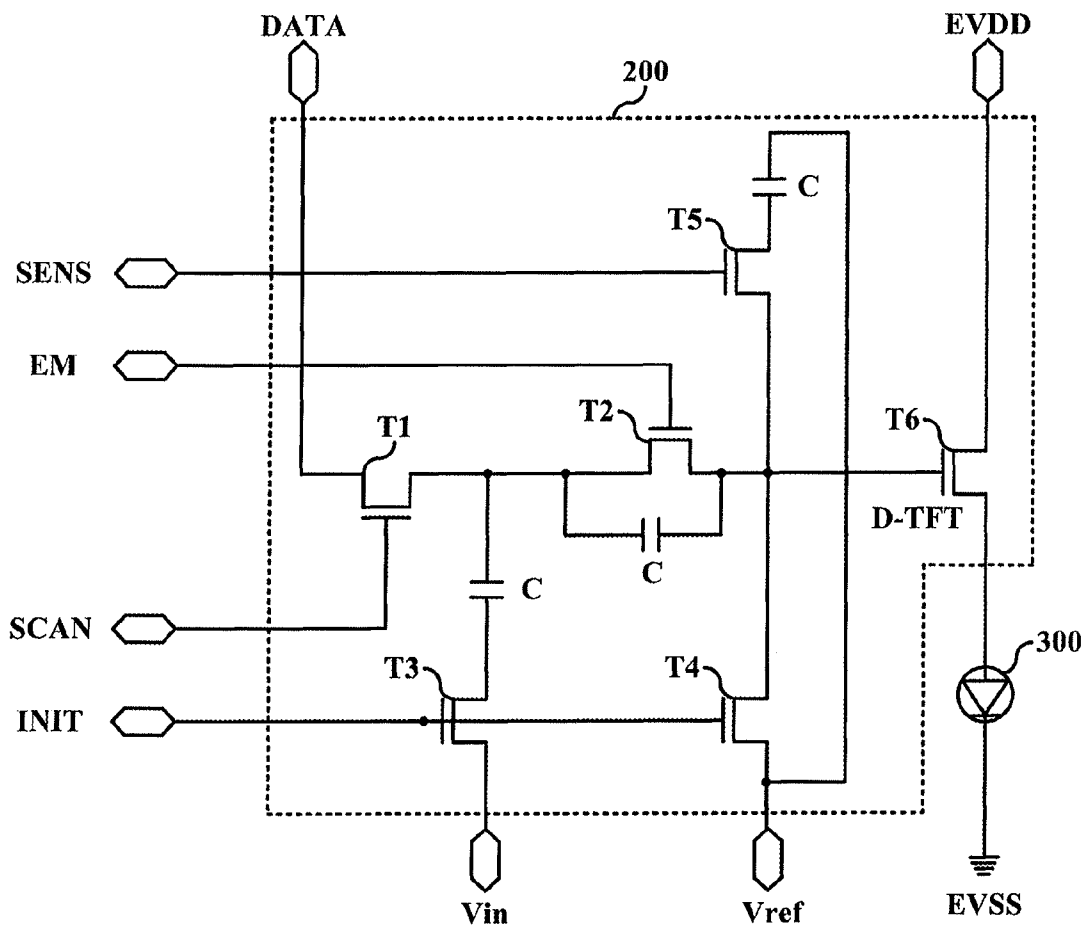 DATA
EVDD
200
C
T5
SENS
EM
T2
T6
T1
D-TFT
C
C
SCAN
T3
T4
300
INIT
Vin
Vref
EVSS